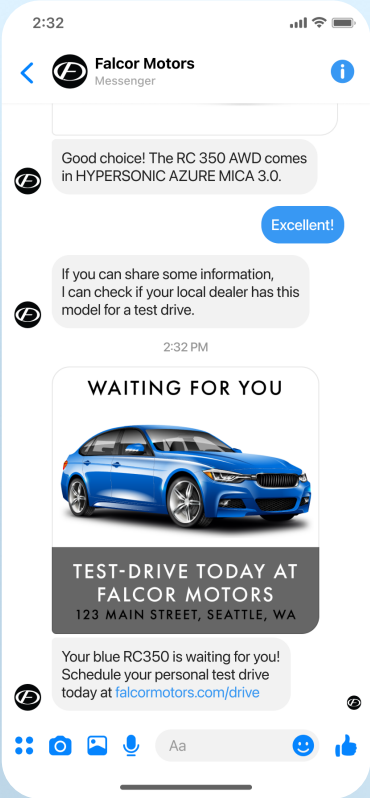 2:32
Falcor Motors
Messenger
Good choice! The RC 350 AWD comes
in HYPERSONIC AZURE MICA 3.0.
Excellent!
If you can share some information,
I can check if your local dealer has this
model for a test drive.
2:32 PM
WAITING FOR YOU
TEST-DRIVE TODAY AT
FALCOR MOTORS
123 MAIN STREET, SEATTLE, WA
Your blue RC350 is waiting for you!
Schedule your personal test drive
today at falcormotors.com/drive
Aa